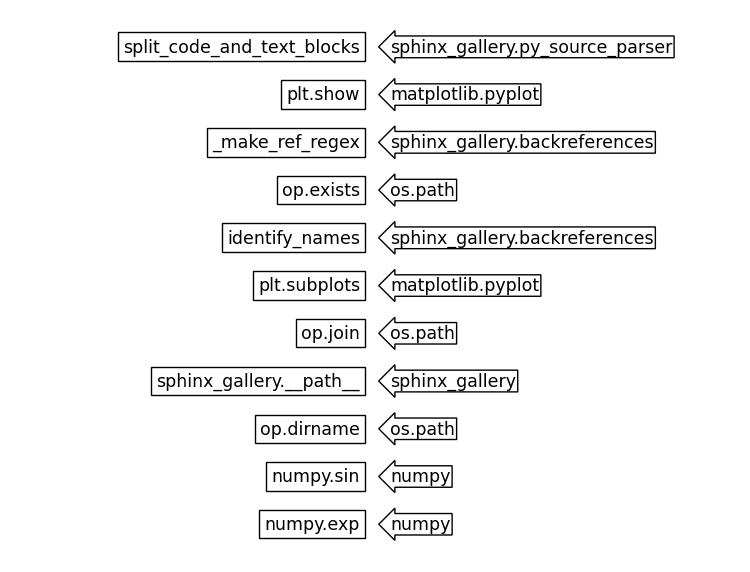 split_code_and_text_blocks sphinx_gallery.py_source_parser
plt.show matplotlib.pyplot
_make_ref_regex sphinx_gallery.backreferences
op.exists os.path
identify_names sphinx_gallery.backreferences
plt.subplots matplotlib.pyplot
op.join os.path
sphinx_gallery.__path__ sphinx_gallery
op.dirname os.path
numpy.sin numpy
numpy.exp numpy